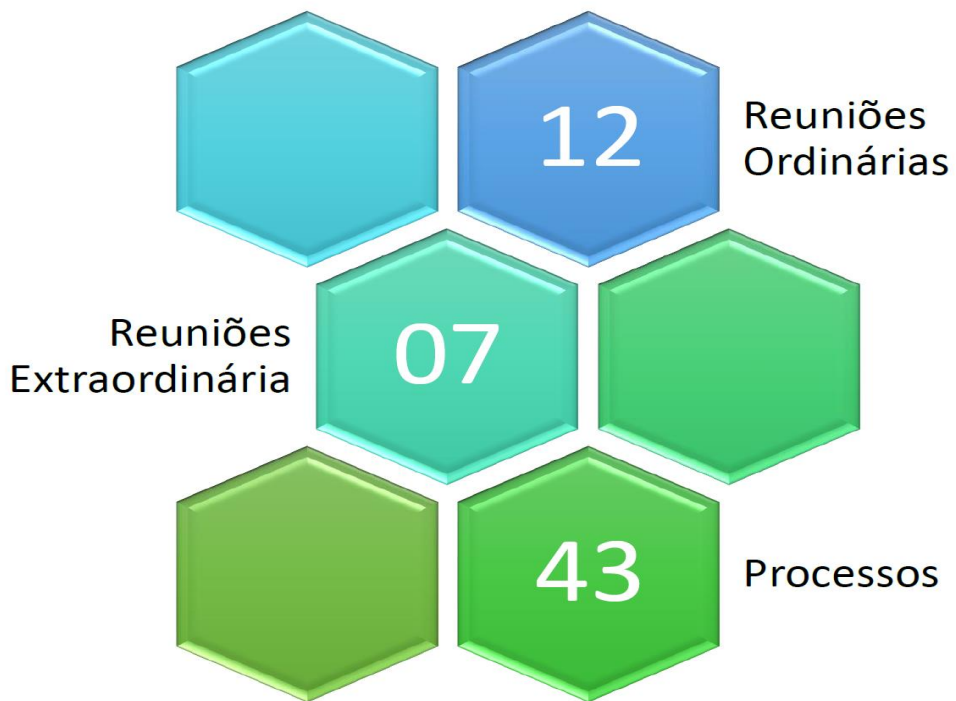 12
Reuniões
Ordinárias
Reuniões
Extraordinária
07
43
Processos